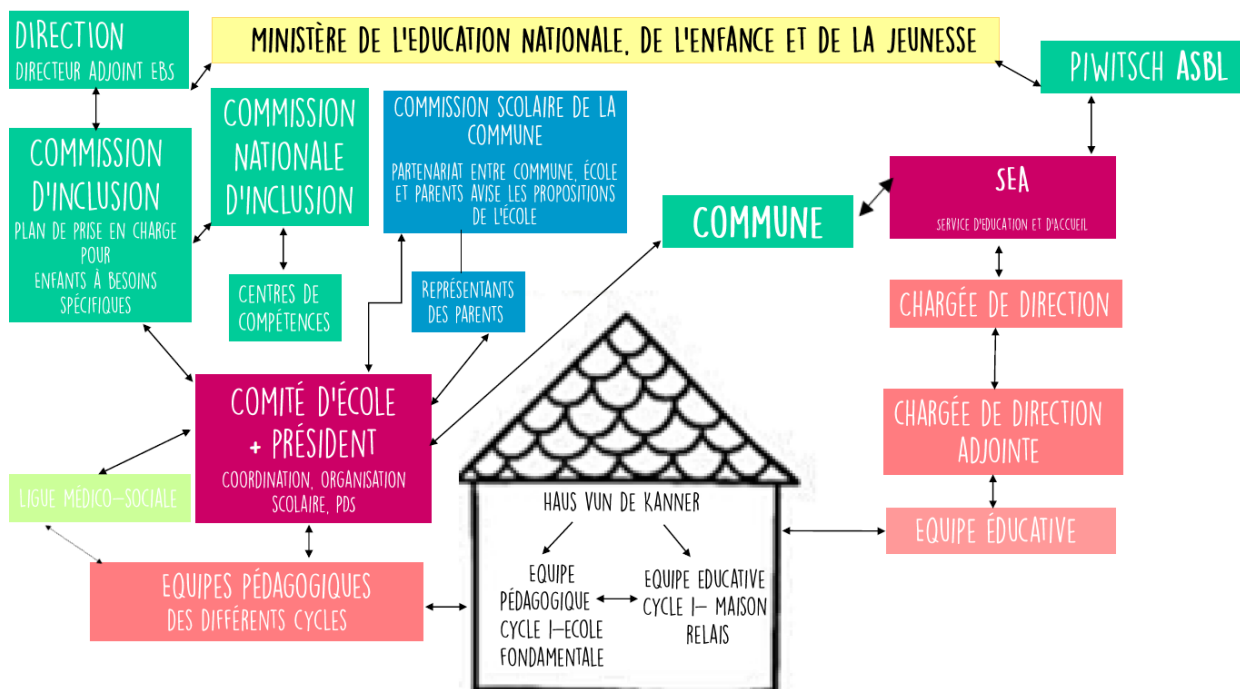 DIRECTION
DIRECTEUR ADJOINT EBS
MINISTÈRE DE L'EDUCATION NATIONALE, DE L'ENFANCE ET DE LA JEUNESSE
PIWITSCH ASBL
COMMISSION
D'INCLUSION
PLAN DE PRISE EN CHARGE
POUR
ENFANTS À BESOINS
SPÉCIFIQUES
COMMISSION
NATIONALE
D'INCLUSION
CENTRES DE
COMPÉTENCES
COMMISSION SCOLAIRE DE LA
COMMUNE
PARTENARIAT ENTRE COMMUNE, ÉCOLE
ET PARENTS AVISE LES PROPOSITIONS
DE L'ÉCOLE
REPRÉSENTANTS
DES PARENTS
COMMUNE
SEA
SERVICE D'EDUCATION ET D'ACCUEIL
CHARGÉE DE DIRECTION
CHARGÉE DE DIRECTION
ADJOINTE
EQUIPE ÉDUCATIVE
COMITÉ D'ÉCOLE
+ PRÉSIDENT
COORDINATION, ORGANISATION
SCOLAIRE, PDS
LIGUE MÉDICO-SOCIALE
EQUIPES PÉDAGOGIQUES
DES DIFFÉRENTS CYCLES
HAUS VUN DE KANNER
EQUIPE
PÉDAGOGIQUE
CYCLE I-ECOLE
FONDAMENTALE
EQUIPE EDUCATIVE
CYCLE I- MAISON
RELAIS